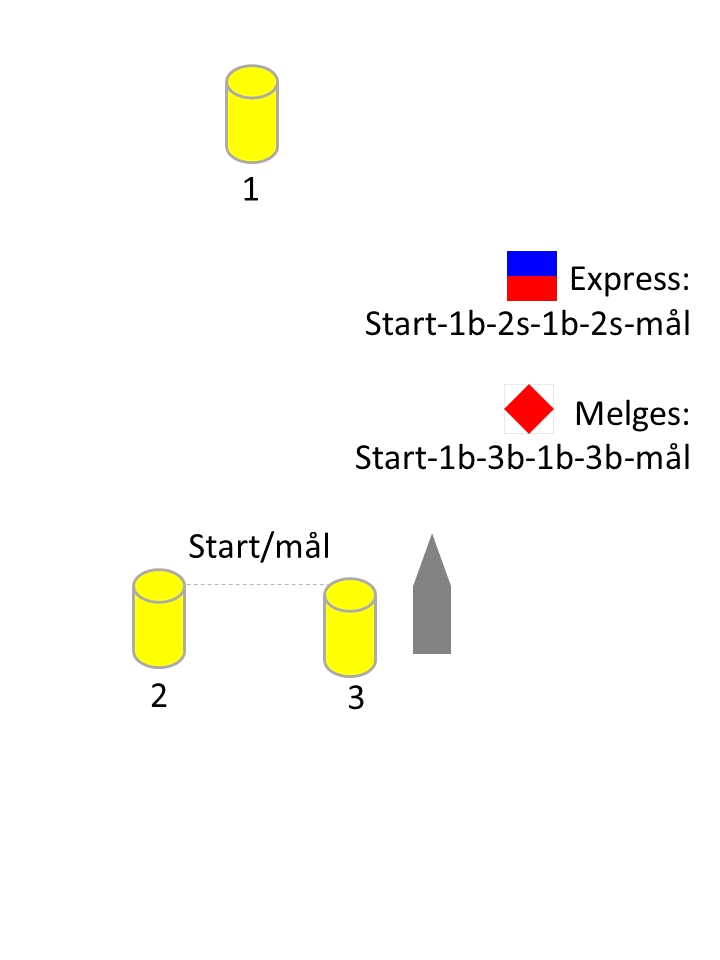 1
Express:
Start-1b-2s-1b-2s-mål
Melges:
Start-1b-3b-1b-3b-mål
Start/mål
2
3